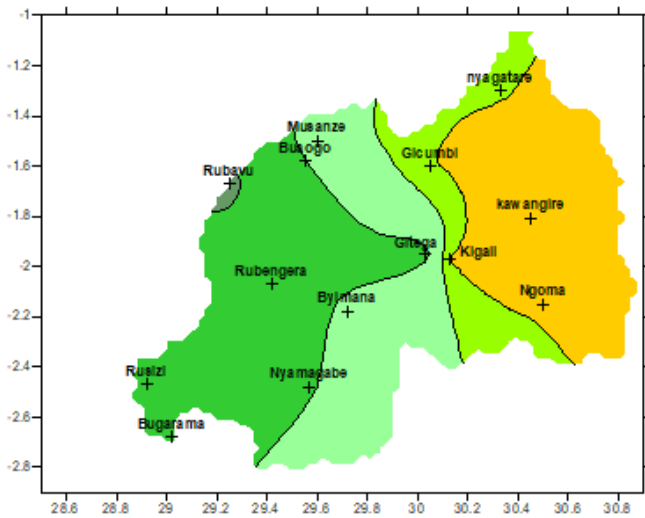 -1
-1.2
nyagatare
-1.4
Musanze
Busogo
Gicumbi
-1.6
Rubavu
kawangire
-1.8
Gitega
Kigali
-2
Rubengera
Ngoma
Byimana
-2.2
-2.4
Rusizi
Nyamagabe
-2.6
Bugarama
-2.8
28.6 28.8 29 29.2 29.4 29.6 29.8 30 30.2 30.4 30.6 30.8